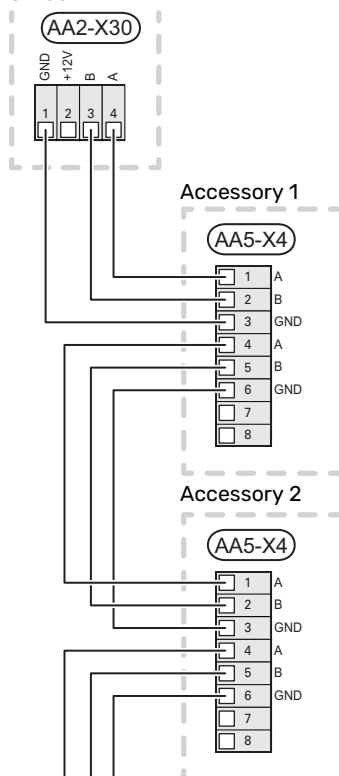 AA2-X30
GND
+12V
B
A
1 2 3 4
Accessory 1
AA5-X4
1 A
2 B
3 GND
4 A
5 B
6 GND
7
8
Accessory 2
AA5-X4
1 A
2 B
3 GND
4 A
5 B
6 GND
7
8